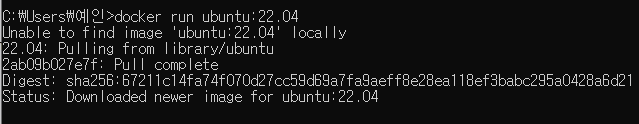 C:₩Users₩예인>docker run ubuntu:22.04
Unable to find image 'ubuntu:22.04' locally
22.04: Pulling from library/ubuntu
2ab09b027e7f: Pull complete
Digest: sha256:67211c14fa74f070d27cc59d69a7fa9aeff8e28ea118ef3babc295a0428a6d21
Status: Downloaded newer image for ubuntu:22.04